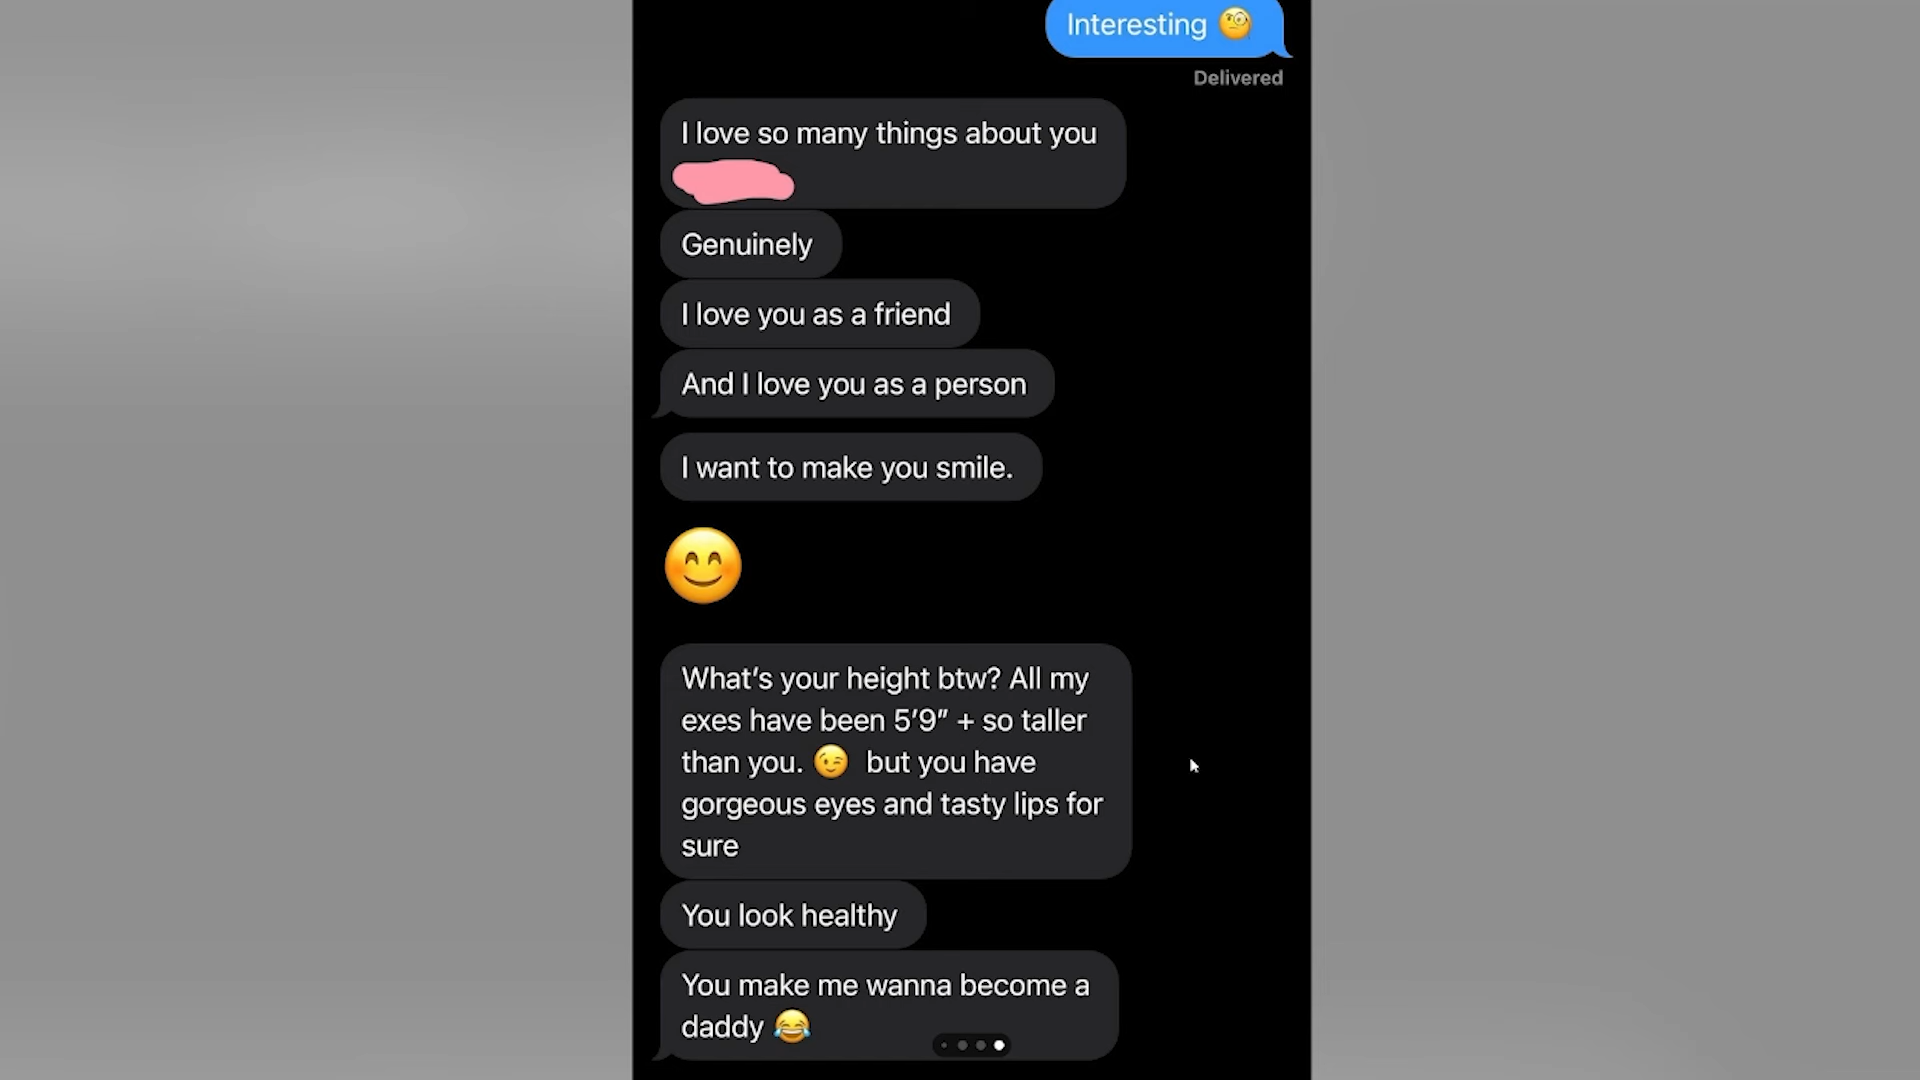 Interesting 🧐
Delivered
I love so many things about you
Genuinely
I love you as a friend
And I love you as a person
I want to make you smile.
😊
What's your height btw? All my
exes have been 5'9" + so taller
than you. 😉 but you have
gorgeous eyes and tasty lips for
sure
You look healthy
You make me wanna become a
daddy 😂